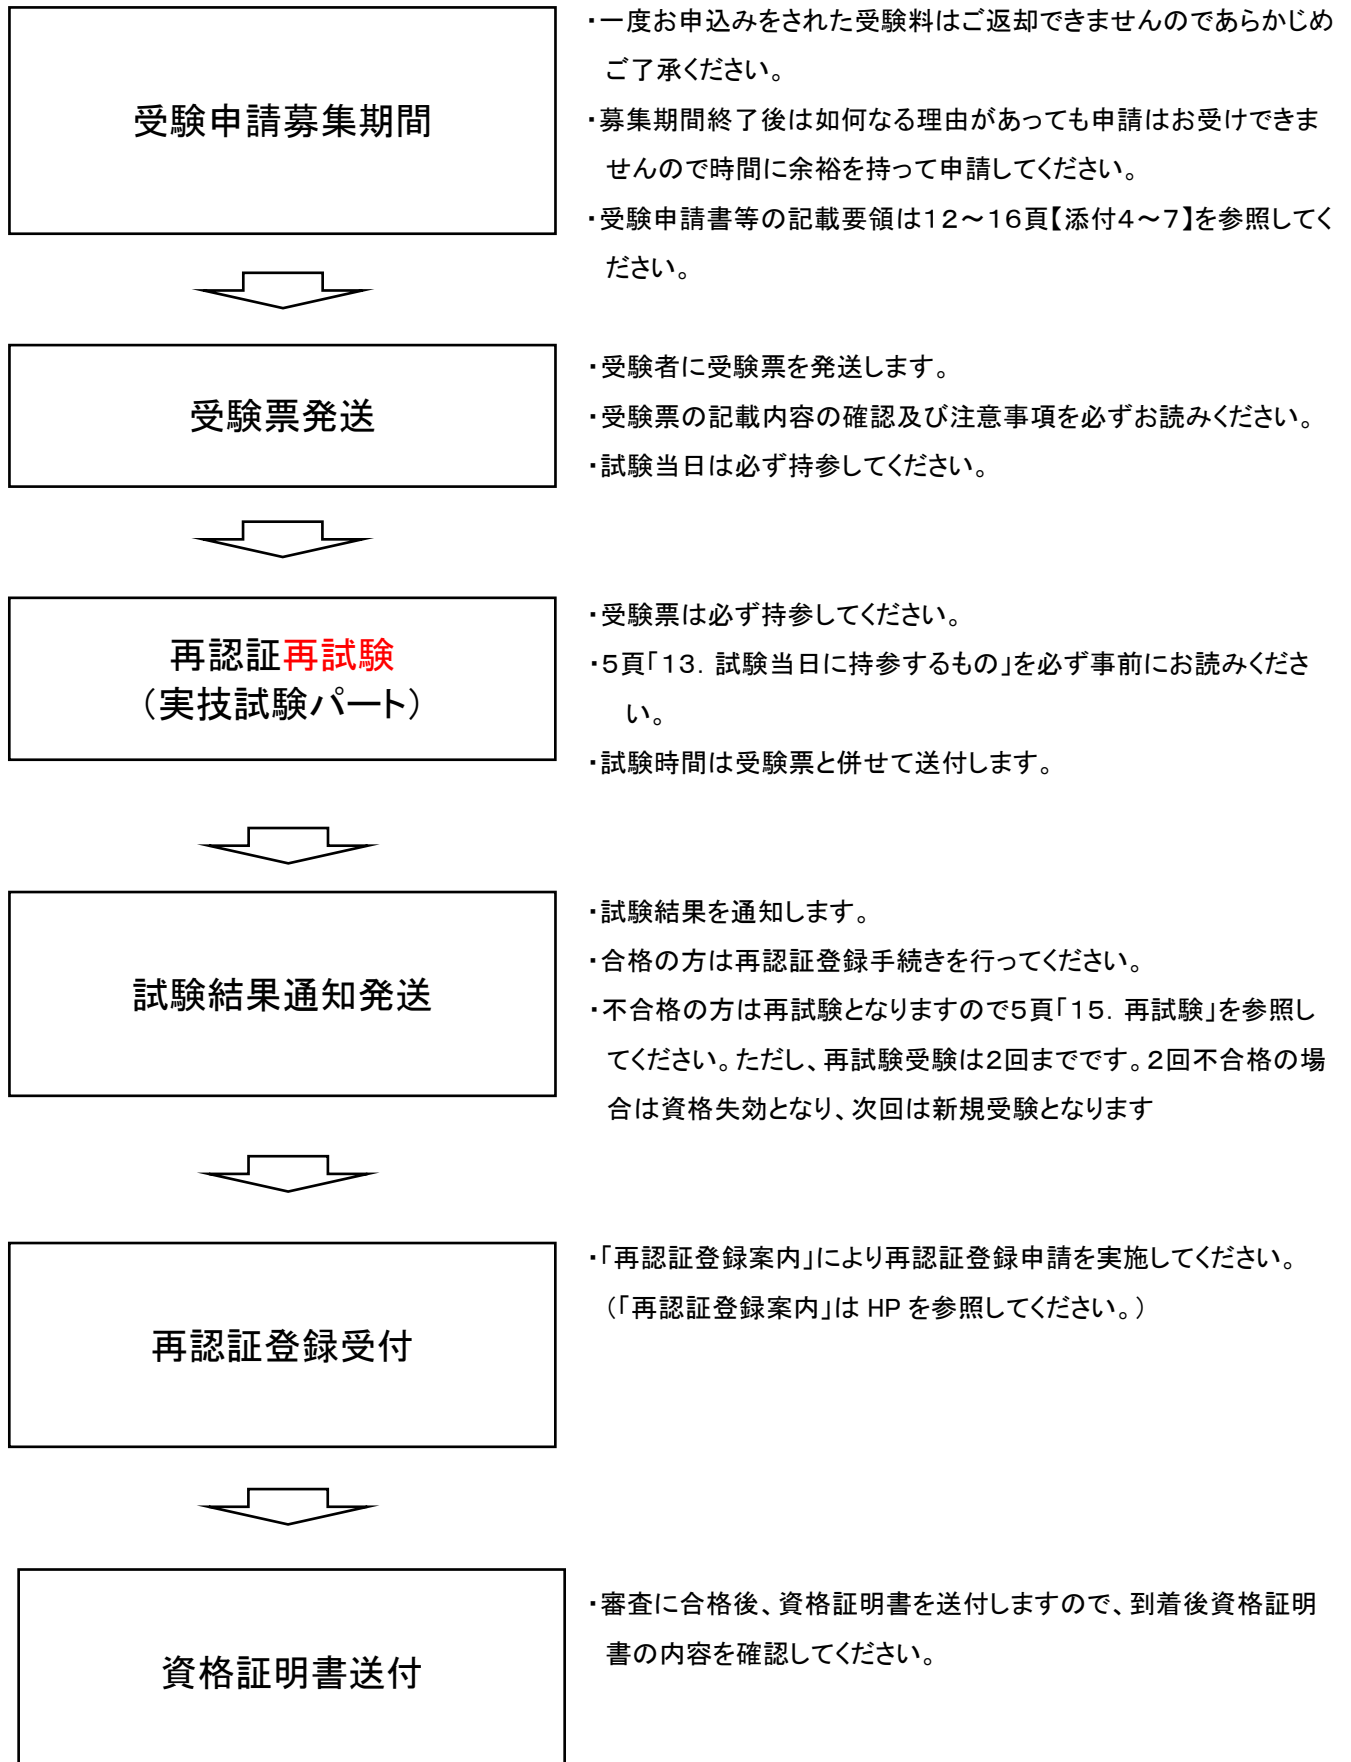 受験申請募集期間
・一度お申込みをされた受験料はご返却できませんのであらかじめ
ご了承ください。
・募集期間終了後は如何なる理由があっても申請はお受けできま
せんので時間に余裕を持って申請してください。
・受験申請書等の記載要領は12～16頁【添付4～7】を参照してく
ださい。
受験票発送
・受験者に受験票を発送します。
・受験票の記載内容の確認及び注意事項を必ずお読みください。
・試験当日は必ず持参してください。
再認証再試験
（実技試験パート）
・受験票は必ず持参してください。
・5頁「13．試験当日に持参するもの」を必ず事前にお読みくださ
い。
・試験時間は受験票と併せて送付します。
試験結果通知発送
・試験結果を通知します。
・合格の方は再認証登録手続きを行ってください。
・不合格の方は再試験となりますので5頁「15．再試験」を参照し
てください。ただし、再試験受験は2回までです。2回不合格の場
合は資格失効となり、次回は新規受験となります
再認証登録受付
・「再認証登録案内」により再認証登録申請を実施してください。
（「再認証登録案内」は HP を参照してください。）
資格証明書送付
・審査に合格後、資格証明書を送付しますので、到着後資格証明
書の内容を確認してください。